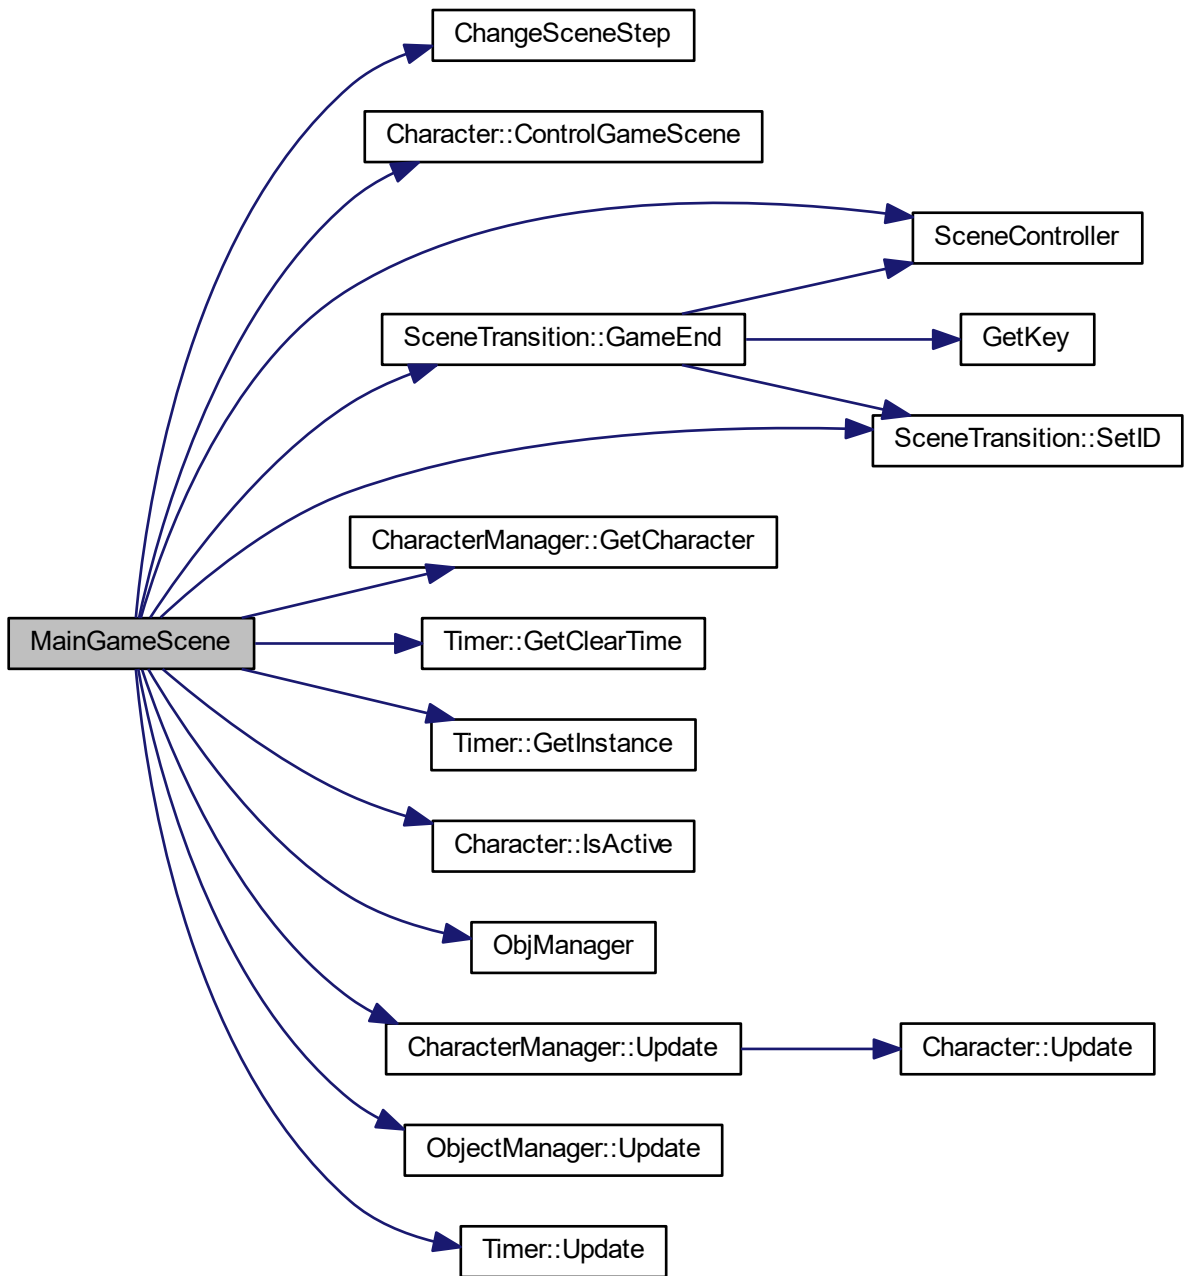 ChangeSceneStep
Character::ControlGameScene
SceneController
SceneTransition::GameEnd
GetKey
SceneTransition::SetID
CharacterManager::GetCharacter
MainGameScene
Timer::GetClearTime
Timer::GetInstance
Character::IsActive
ObjManager
CharacterManager::Update
Character::Update
ObjectManager::Update
Timer::Update